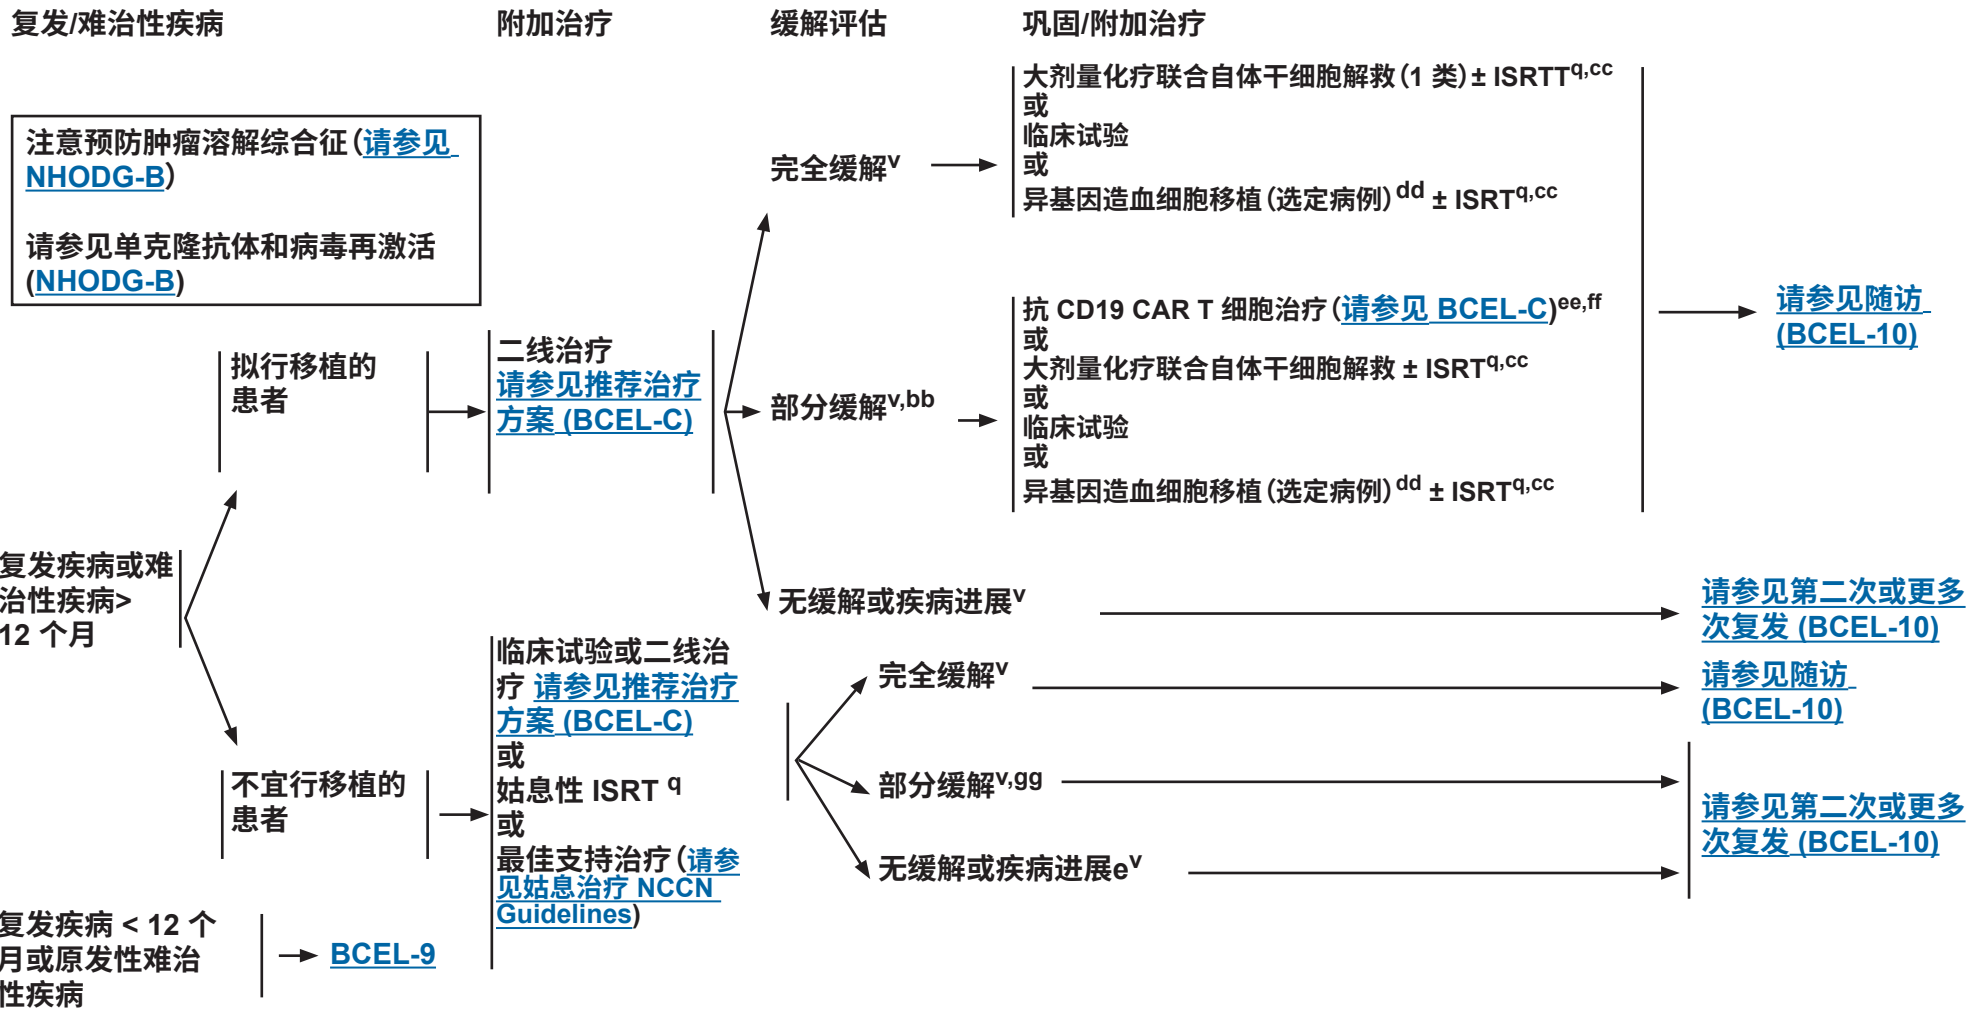 复发/难治性疾病
附加治疗
缓解评估
巩固/附加治疗
注意预防肿瘤溶解综合征(请参见
NHODG-B)
请参见单克隆抗体和病毒再激活
(NHODG-B)
复发疾病或难
治性疾病>
12 个月
拟行移植的
患者
二线治疗
请参见推荐治疗
方案 (BCEL-C)
完全缓解v
大剂量化疗联合自体干细胞解救(1 类)± ISRTTq,cc
或
临床试验
或
异基因造血细胞移植(选定病例)dd ± ISRTq,cc
部分缓解v,bb
抗 CD19 CAR T 细胞治疗(请参见 BCEL-C)ee,ff
或
大剂量化疗联合自体干细胞解救 ± ISRTq,cc
或
临床试验
或
异基因造血细胞移植(选定病例)dd ± ISRTq,cc
请参见随访
(BCEL-10)
无缓解或疾病进展v
请参见第二次或更多
次复发 (BCEL-10)
不宜行移植的
患者
临床试验或二线治
疗 请参见推荐治疗
方案 (BCEL-C)
或
姑息性 ISRT q
或
最佳支持治疗(请参
见姑息治疗 NCCN
Guidelines)
完全缓解v
请参见随访
(BCEL-10)
部分缓解v,gg
无缓解或疾病进展ev
请参见第二次或更多
次复发 (BCEL-10)
复发疾病 < 12 个
月或原发性难治
性疾病
BCEL-9